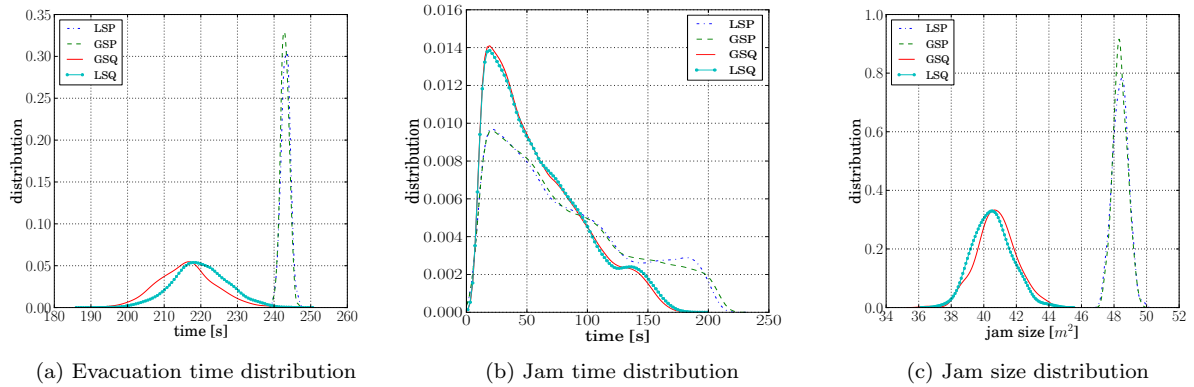 0.35
0.30
0.25
0.20
0.15
0.10
0.05
0.00
distribution
LSP
GSP
GSQ
LSQ
180 190 200 210 220 230 240 250 260
time [s]
(a) Evacuation time distribution
0.016
0.014
0.012
0.010
0.008
0.006
0.004
0.002
0.000
distribution
LSP
GSP
GSQ
LSQ
0 50 100 150 200 250
time [s]
(b) Jam time distribution
1.0
0.8
0.6
0.4
0.2
0.0
distribution
LSP
GSP
GSQ
LSQ
34 36 38 40 42 44 46 48 50 52
jam size [m²]
(c) Jam size distribution